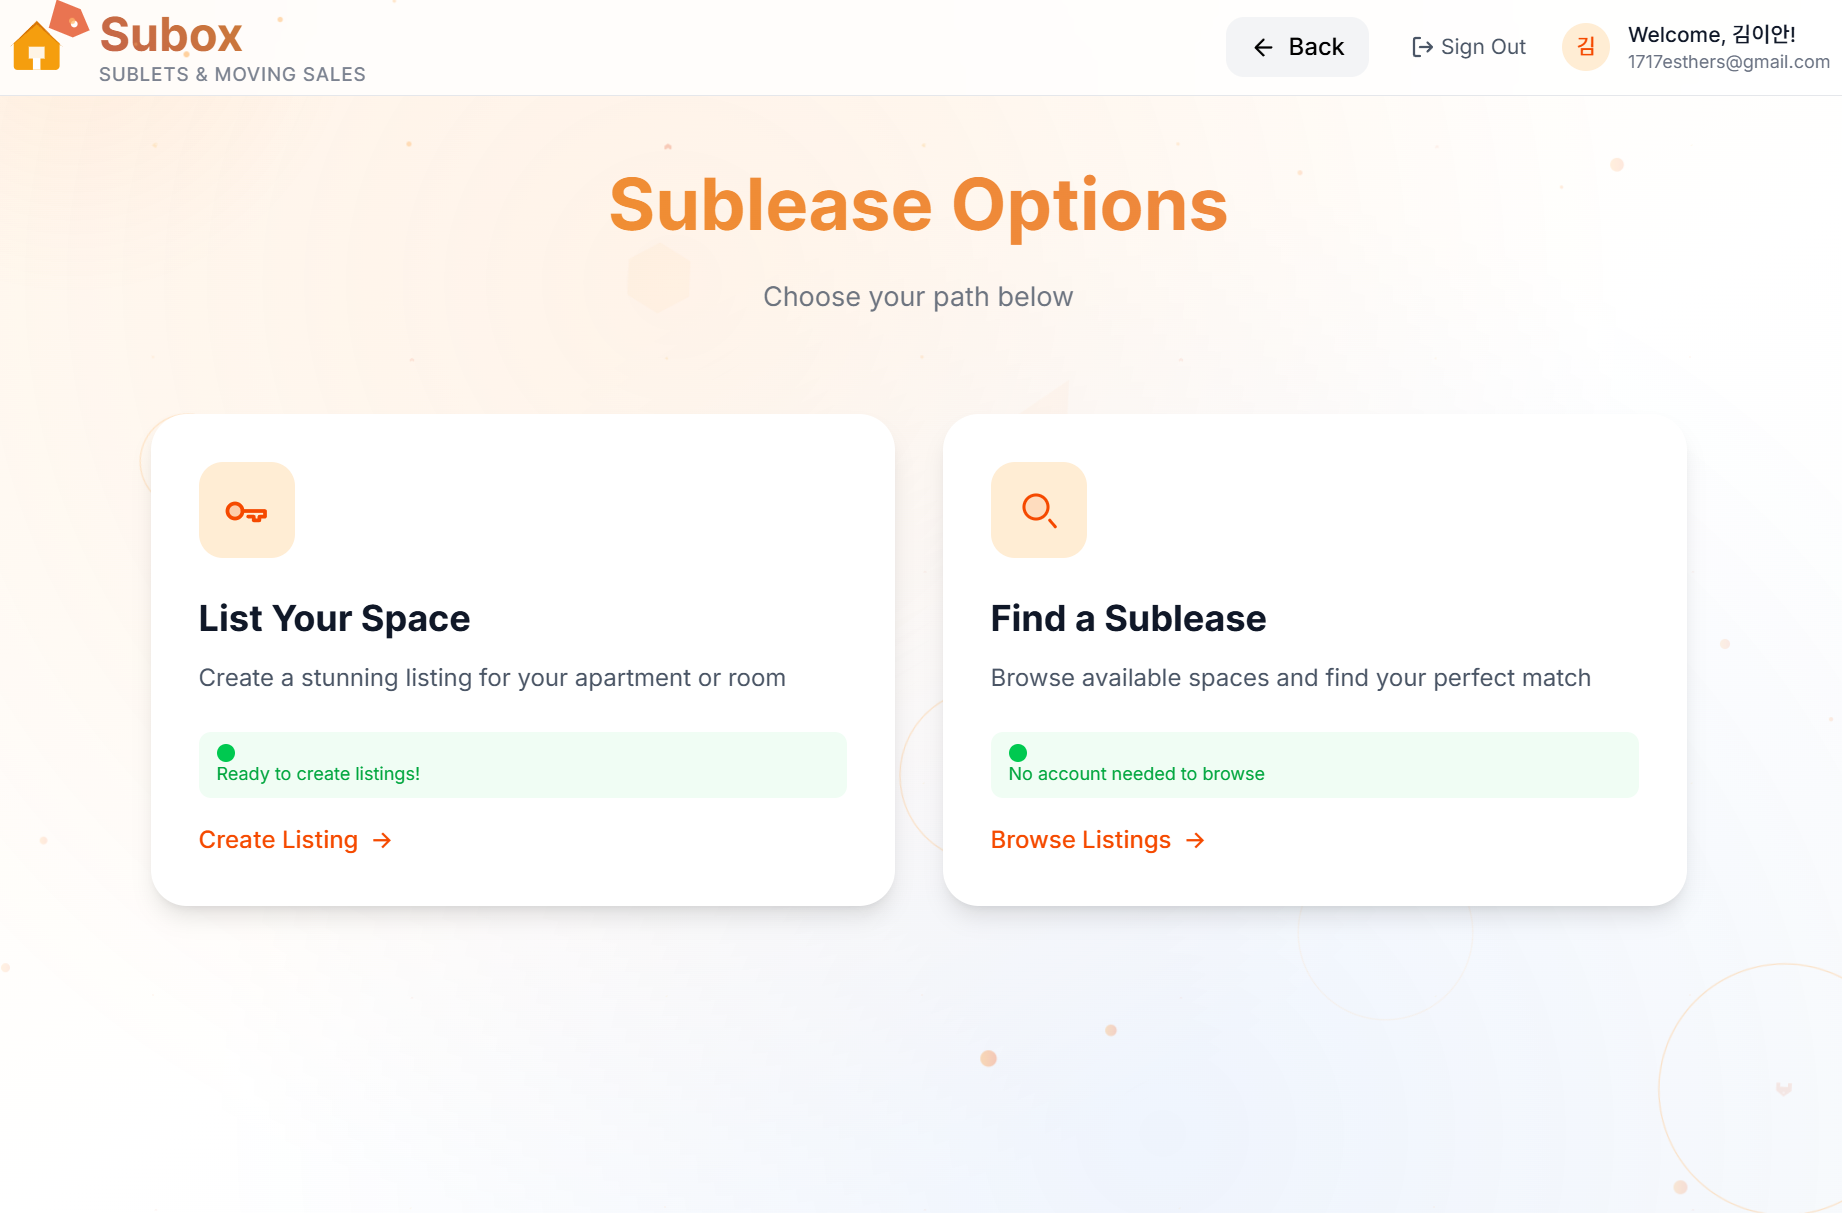 Subox
SUBLETS & MOVING SALES
Back
Sign Out
김
Welcome, 김이안!
1717esthers@gmail.com
Sublease Options
Choose your path below
List Your Space
Create a stunning listing for your apartment or room
Ready to create listings!
Create Listing →
Find a Sublease
Browse available spaces and find your perfect match
No account needed to browse
Browse Listings →